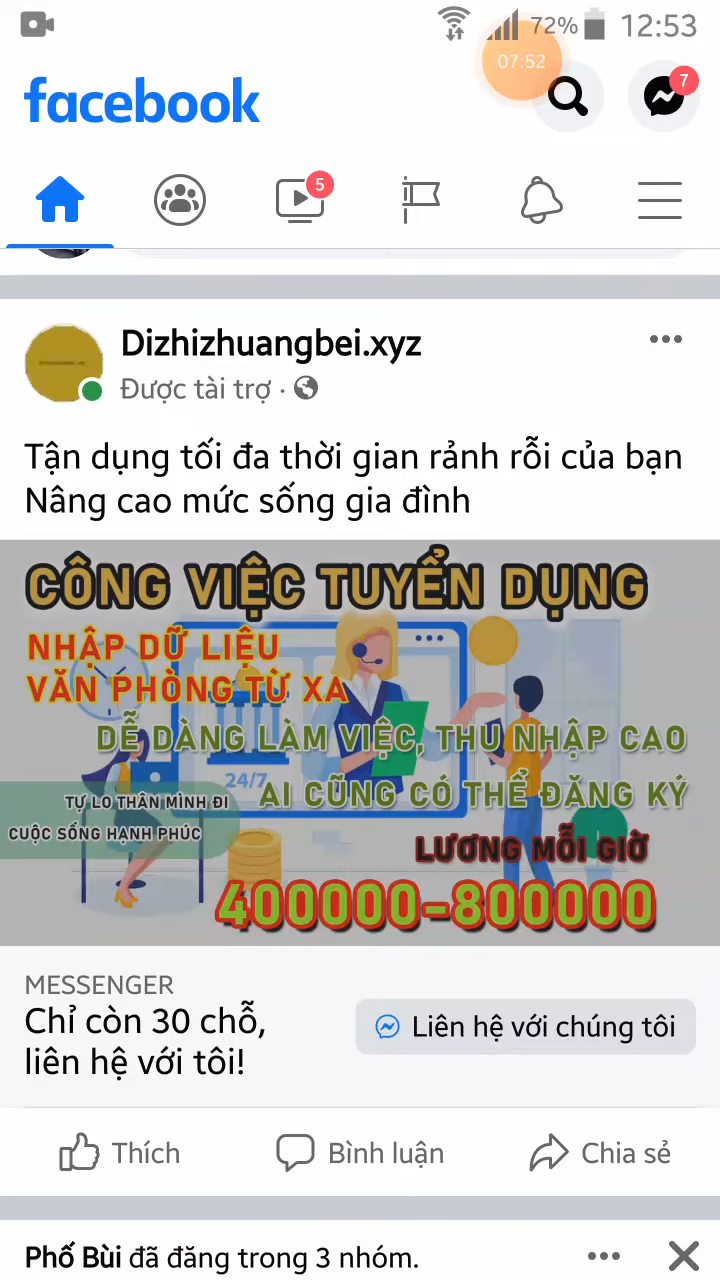 72%
12:53
07:52
facebook
7
5
Dizhizhuangbei.xyz
Được tài trợ ·
Tận dụng tối đa thời gian rảnh rỗi của bạn
Nâng cao mức sống gia đình
CÔNG VIỆC TUYỂN DỤNG
NHẬP DỮ LIỆU
VĂN PHÒNG TỪ XA
DỄ DÀNG LÀM VIỆC, THU NHẬP CAO
24/7
AI CŨNG CÓ THỂ ĐĂNG KÝ
TỰ LO THÂN MÌNH ĐI
CUỘC SỐNG HẠNH PHÚC
LƯƠNG MỖI GIỜ
400000-800000
MESSENGER
Chỉ còn 30 chỗ,
liên hệ với tôi!
Liên hệ với chúng tôi
Thích
Bình luận
Chia sẻ
Phố Bùi đã đăng trong 3 nhóm.